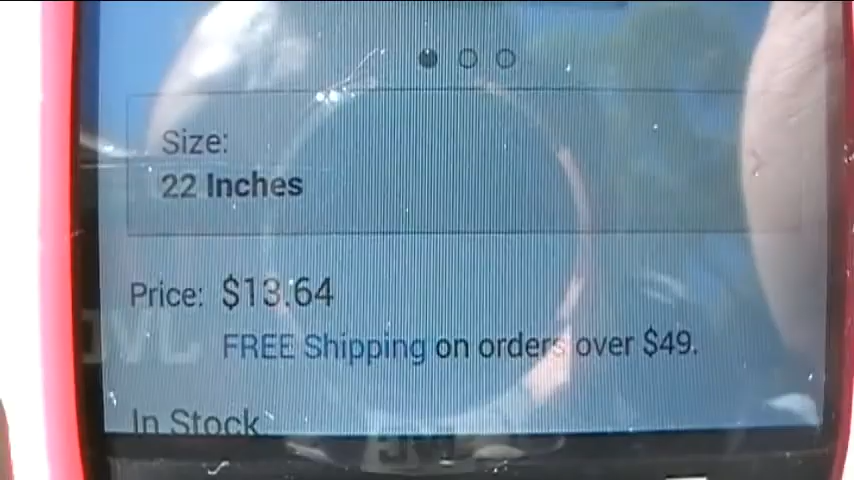 Size:
22 Inches
Price: $13.64
FREE Shipping on orders over $49.
In Stock